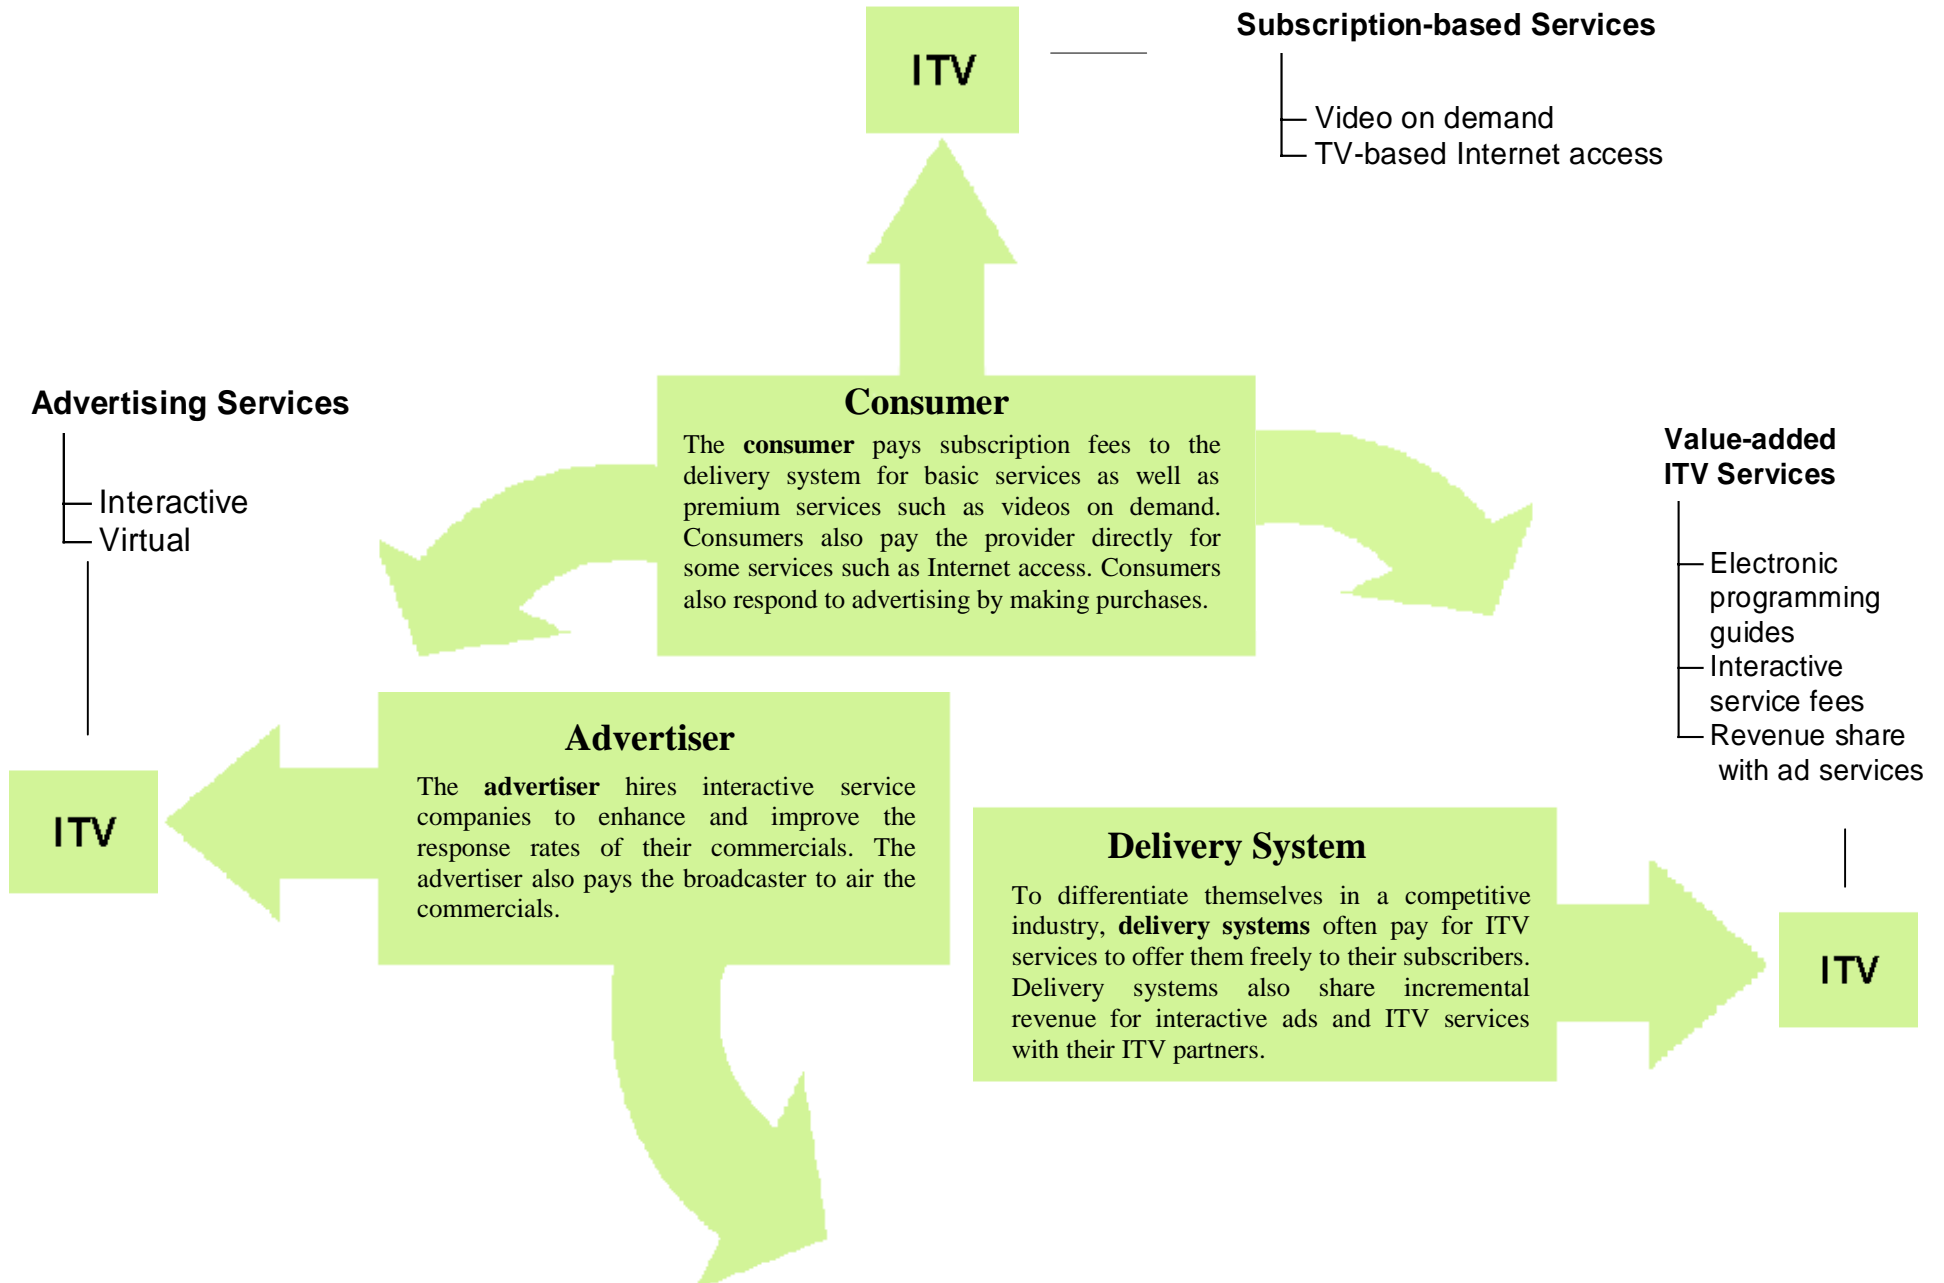 ITV
Subscription-based Services
Video on demand
TV-based Internet access
Consumer
The consumer pays subscription fees to the
delivery system for basic services as well as
premium services such as videos on demand.
Consumers also pay the provider directly for
some services such as Internet access. Consumers
also respond to advertising by making purchases.
Advertising Services
Interactive
Virtual
Value-added
ITV Services
Electronic
programming
guides
Interactive
service fees
Revenue share
with ad services
Advertiser
The advertiser hires interactive service
companies to enhance and improve the
response rates of their commercials. The
advertiser also pays the broadcaster to air the
commercials.
ITV
Delivery System
To differentiate themselves in a competitive
industry, delivery systems often pay for ITV
services to offer them freely to their subscribers.
Delivery systems also share incremental
revenue for interactive ads and ITV services
with their ITV partners.
ITV